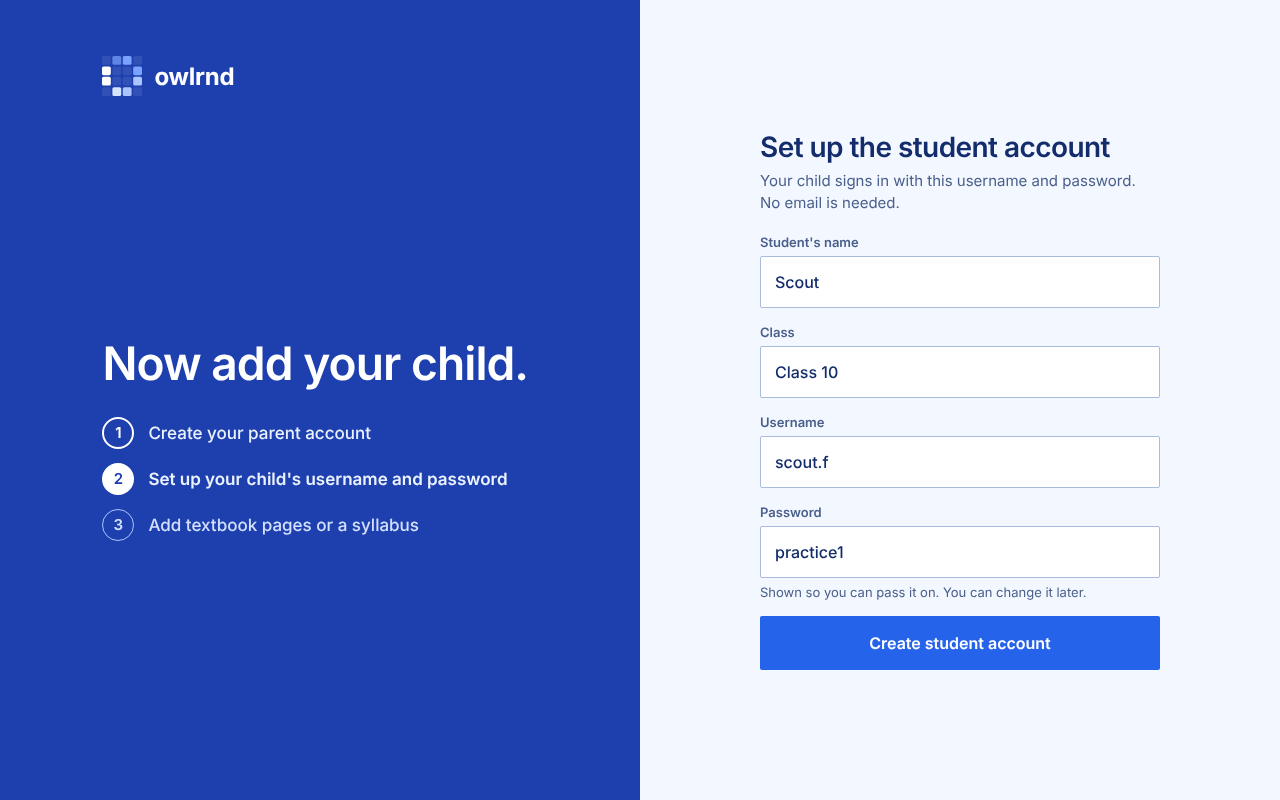 owlrnd
Now add your child.
1 Create your parent account
2 Set up your child's username and password
3 Add textbook pages or a syllabus
Set up the student account
Your child signs in with this username and password.
No email is needed.
Student's name
Scout
Class
Class 10
Username
scout.f
Password
practice1
Shown so you can pass it on. You can change it later.
Create student account